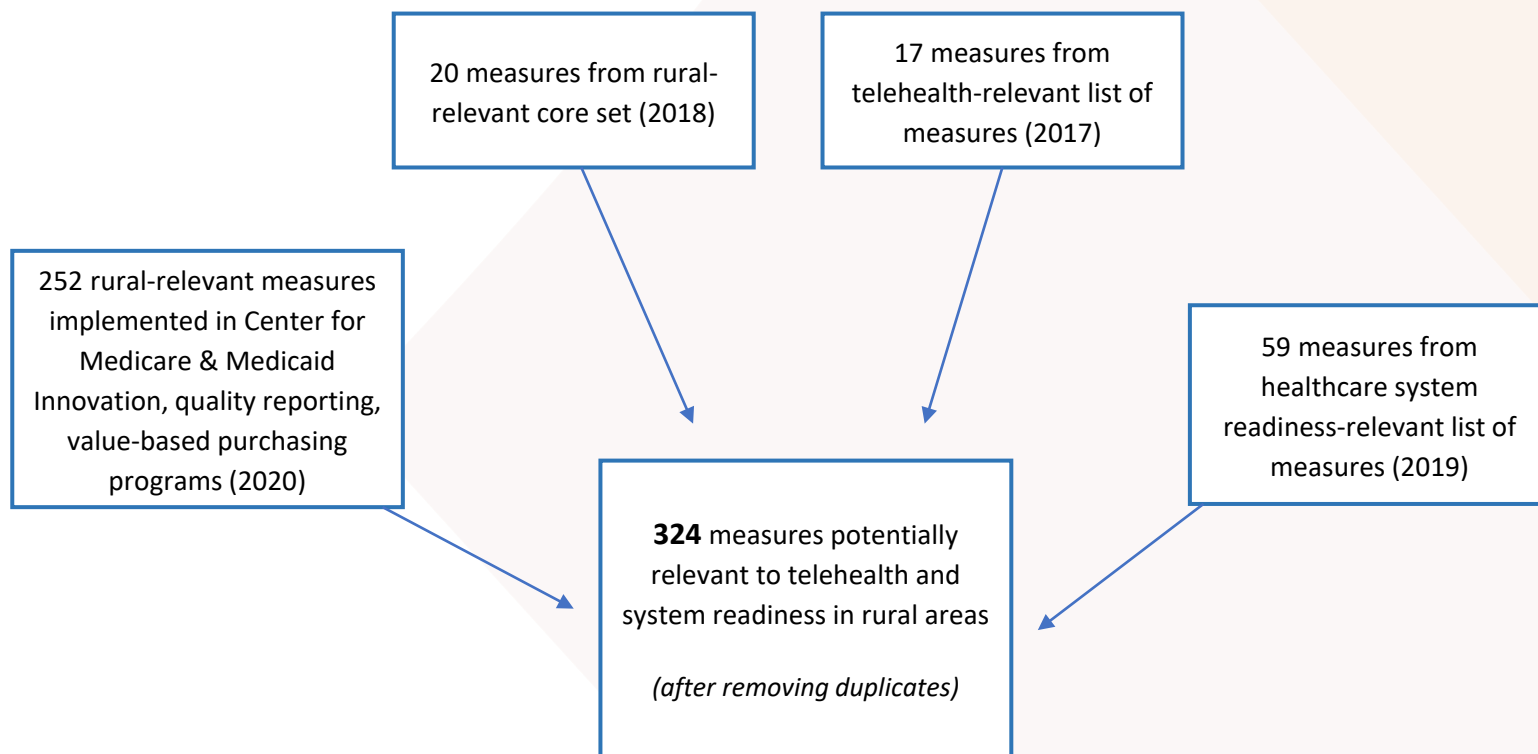 20 measures from rural-
relevant core set (2018)
17 measures from
telehealth-relevant list of
measures (2017)
252 rural-relevant measures
implemented in Center for
Medicare & Medicaid
Innovation, quality reporting,
value-based purchasing
programs (2020)
59 measures from
healthcare system
readiness-relevant list of
measures (2019)
324 measures potentially
relevant to telehealth and
system readiness in rural areas
(after removing duplicates)